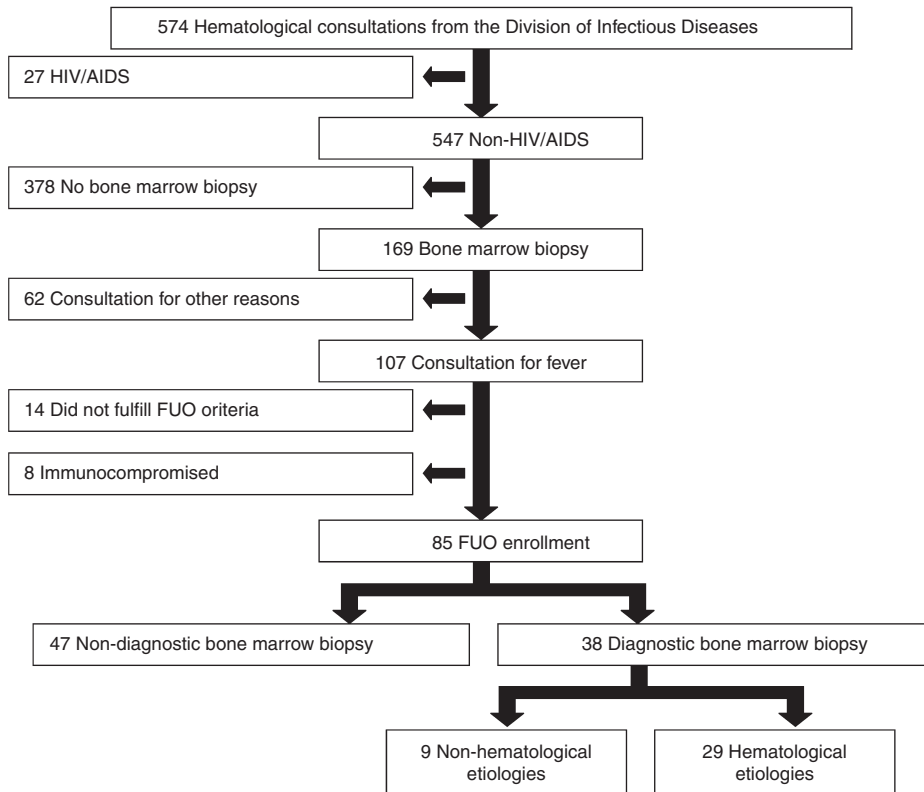 574 Hematological consultations from the Division of Infectious Diseases
27 HIV/AIDS
547 Non-HIV/AIDS
378 No bone marrow biopsy
169 Bone marrow biopsy
62 Consultation for other reasons
107 Consultation for fever
14 Did not fulfill FUO oriteria
8 Immunocompromised
85 FUO enrollment
47 Non-diagnostic bone marrow biopsy
38 Diagnostic bone marrow biopsy
9 Non-hematological
etiologies
29 Hematological
etiologies